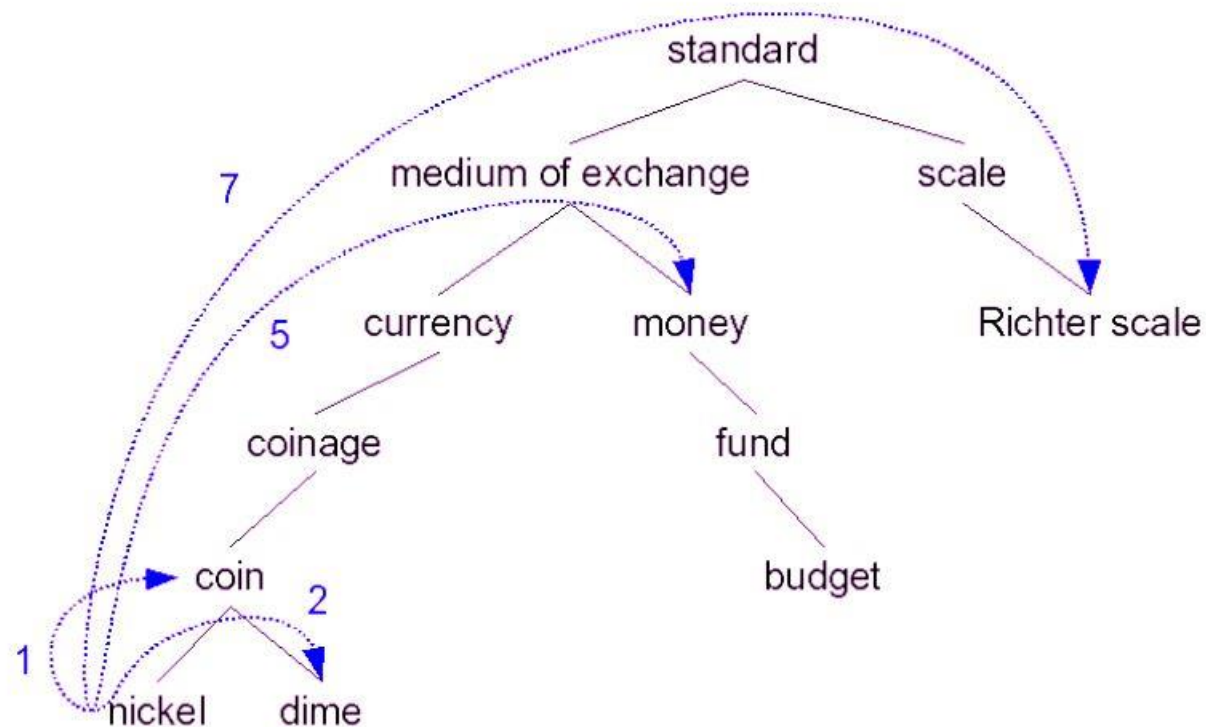 standard
7
medium of exchange scale
5
currency money Richter scale
coinage fund
coin budget
2
1
nickel dime